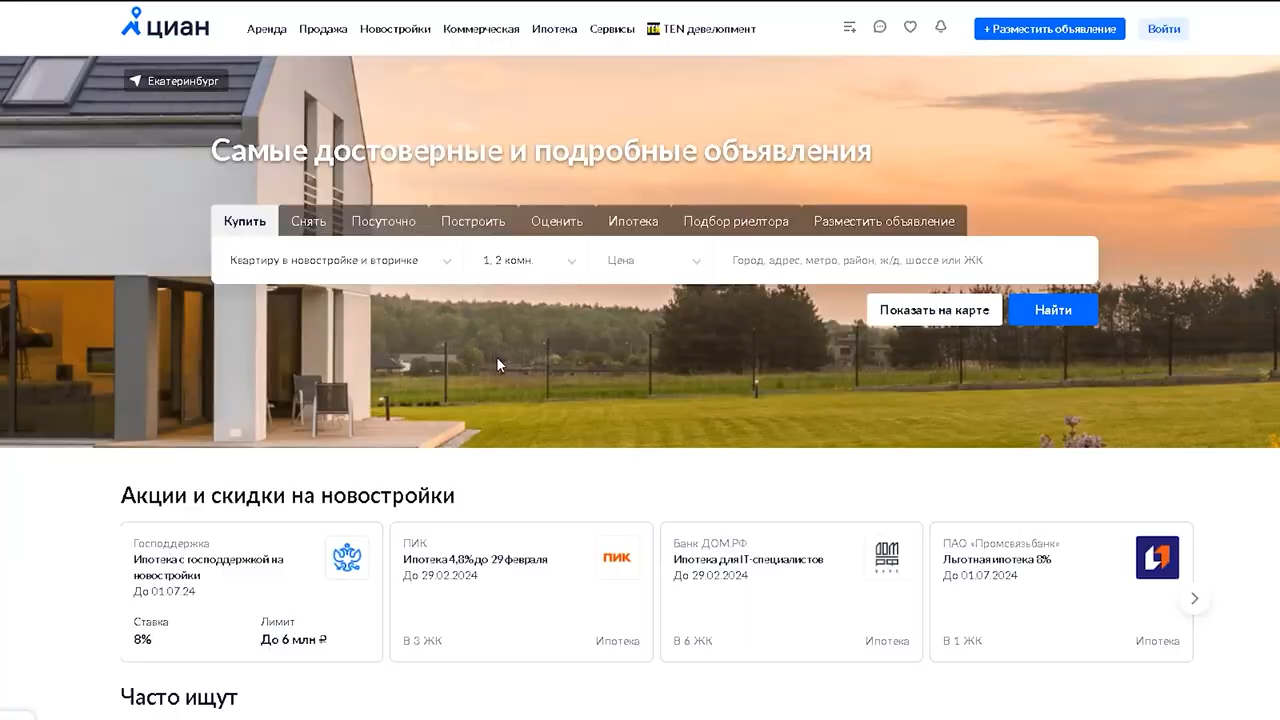 циан
Аренда Продажа Новостройки Коммерческая Ипотека Сервисы TEN TEN девелопмент
+ Разместить объявление Войти
Екатеринбург
Самые достоверные и подробные объявления
Купить Снять Посуточно Построить Оценить Ипотека Подбор риелтора Разместить объявление
Квартиру в новостройке и вторичке 1, 2 комн. Цена Город, адрес, метро, район, ж/д, шоссе или ЖК
Показать на карте Найти
Акции и скидки на новостройки
Господдержка
Ипотека с господдержкой на
новостройки
До 01.07.24
Ставка Лимит
8% До 6 млн ₽
ПИК
Ипотека 4,8% до 29 февраля
До 29.02.2024
ПИК
В 3 ЖК Ипотека
Банк ДОМ.РФ
Ипотека для IT-специалистов
До 29.02.2024
ДОМ
РФ
В 6 ЖК Ипотека
ПАО «Промсвязьбанк»
Льготная ипотека 8%
До 01.07.2024
В 1 ЖК Ипотека
Часто ищут